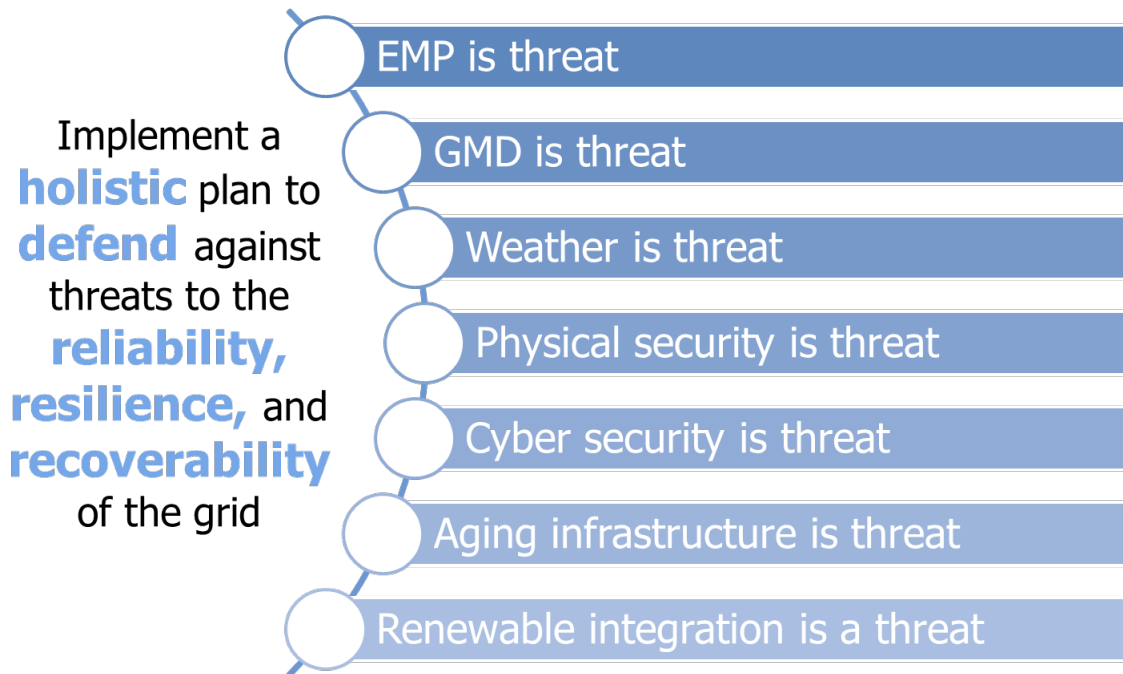 Implement a
holistic plan to
defend against
threats to the
reliability,
resilience, and
recoverability
of the grid
EMP is threat
GMD is threat
Weather is threat
Physical security is threat
Cyber security is threat
Aging infrastructure is threat
Renewable integration is a threat